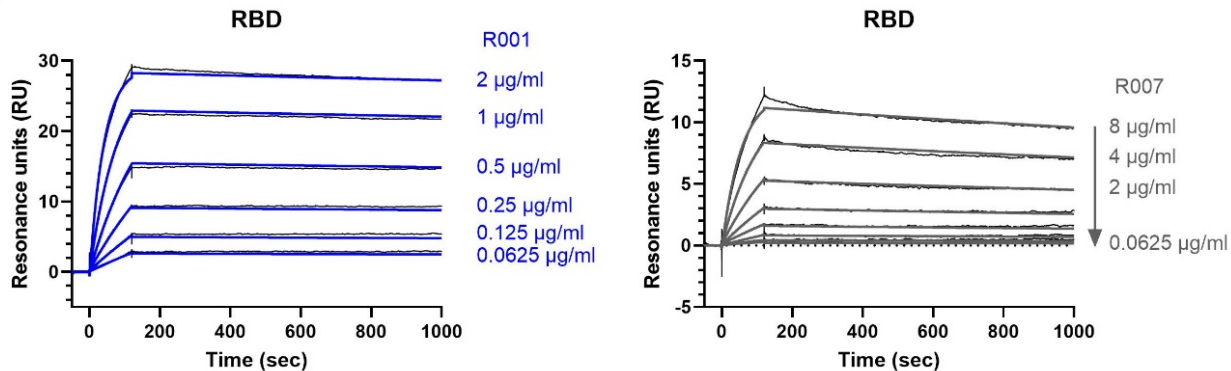 RBD
Resonance units (RU)
30
20
10
0
0
200
400
600
800
1000
Time (sec)
R001
2 µg/ml
1 µg/ml
0.5 µg/ml
0.25 µg/ml
0.125 µg/ml
0.0625 µg/ml
RBD
Resonance units (RU)
15
10
5
0
-5
0
200
400
600
800
1000
Time (sec)
R007
8 µg/ml
4 µg/ml
2 µg/ml
0.0625 µg/ml